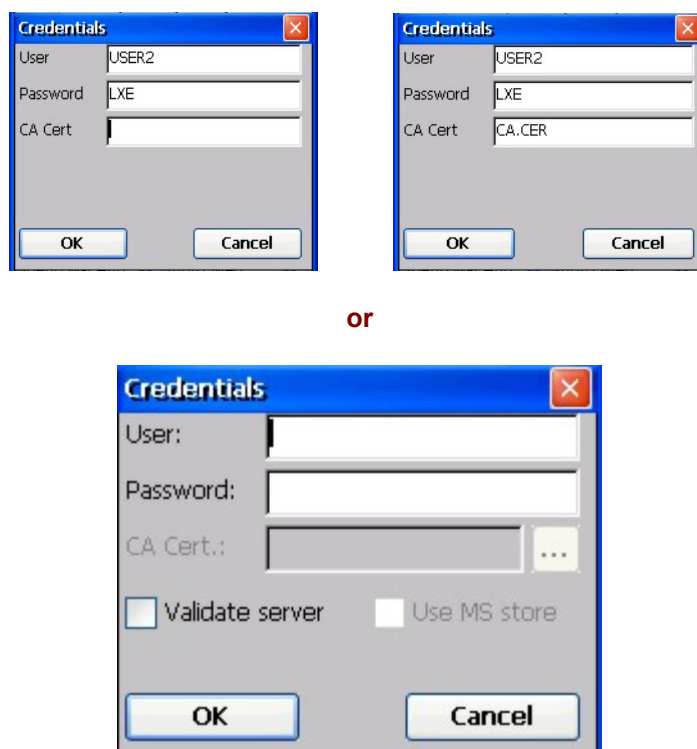 Credentials
User USER2
Password LXE
CA Cert
OK Cancel
Credentials
User USER2
Password LXE
CA Cert CA.CER
OK Cancel
or
Credentials
User:
Password:
CA Cert.: ...
Validate server Use MS store
OK Cancel